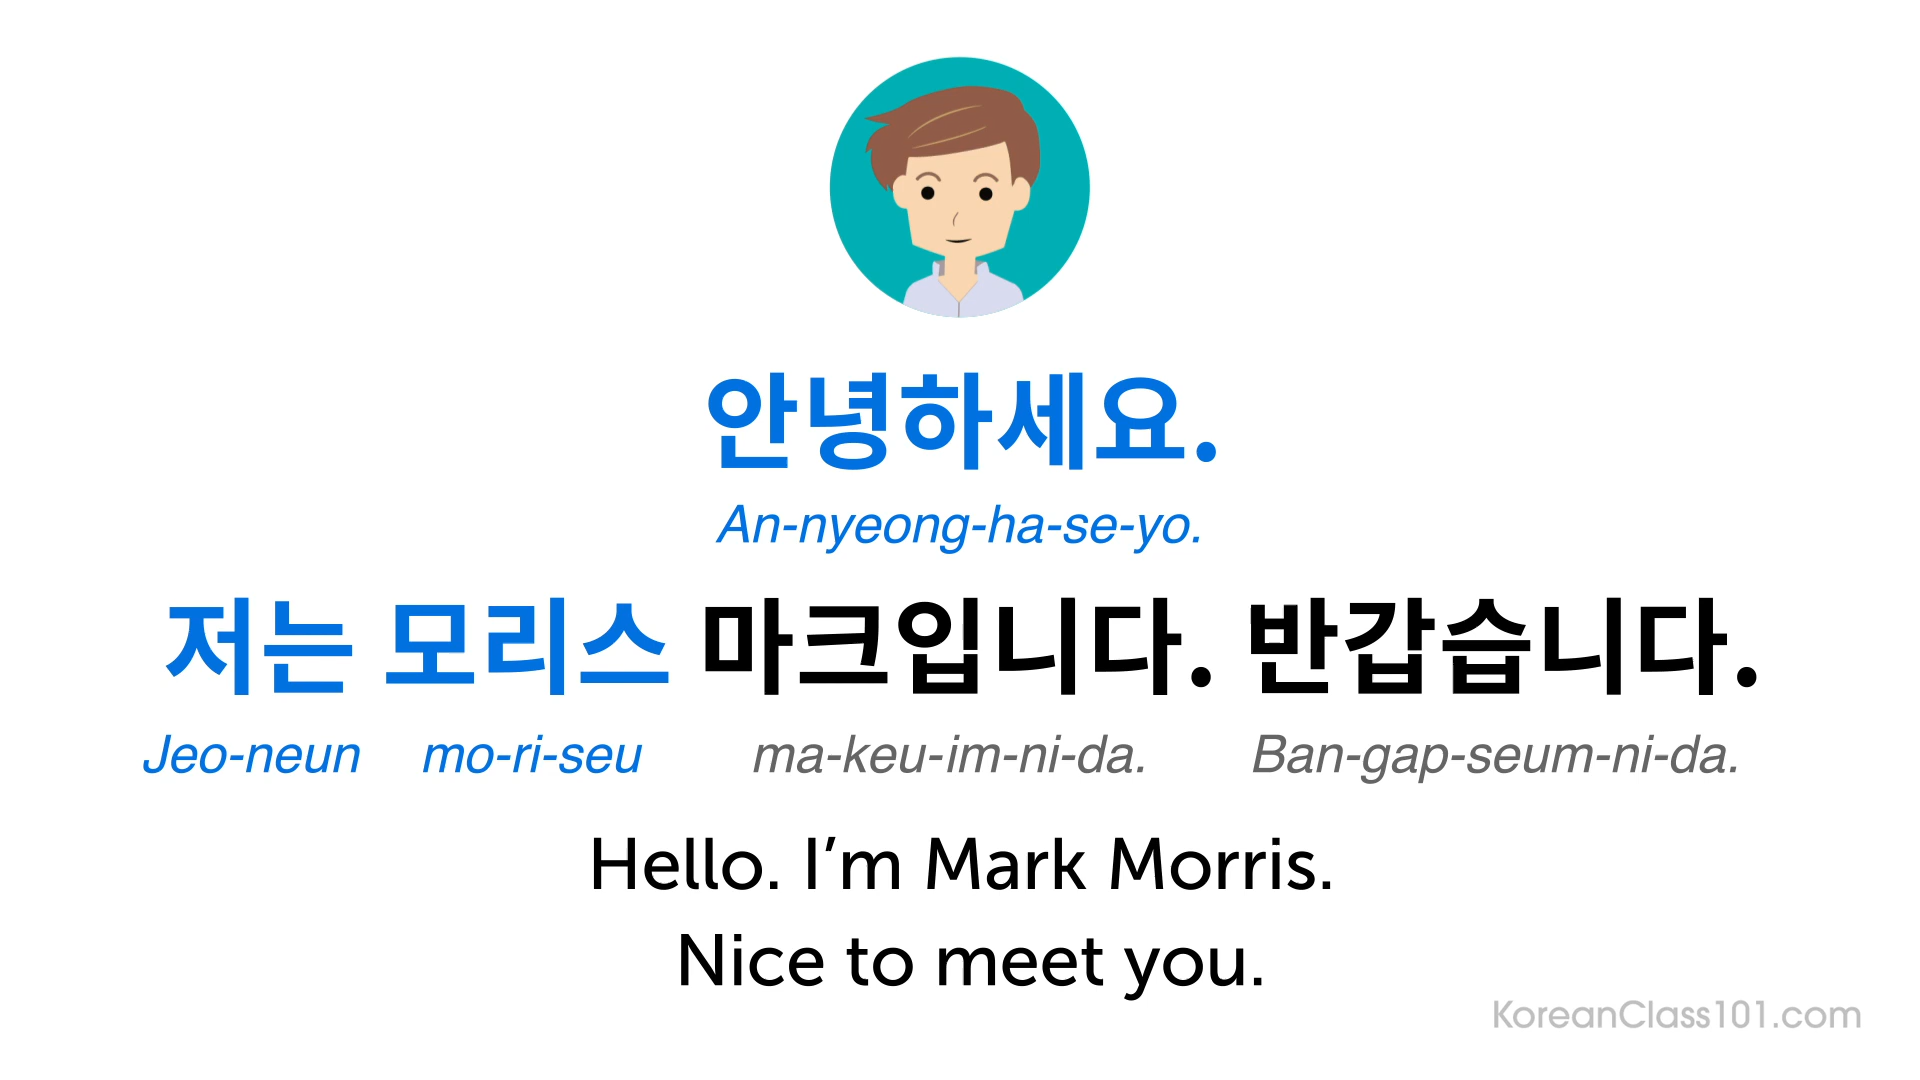 안녕하세요.
An-nyeong-ha-se-yo.
저는 모리스 마크입니다. 반갑습니다.
Jeo-neun mo-ri-seu ma-keu-im-ni-da. Ban-gap-seum-ni-da.
Hello. I’m Mark Morris.
Nice to meet you.
KoreanClass101.com